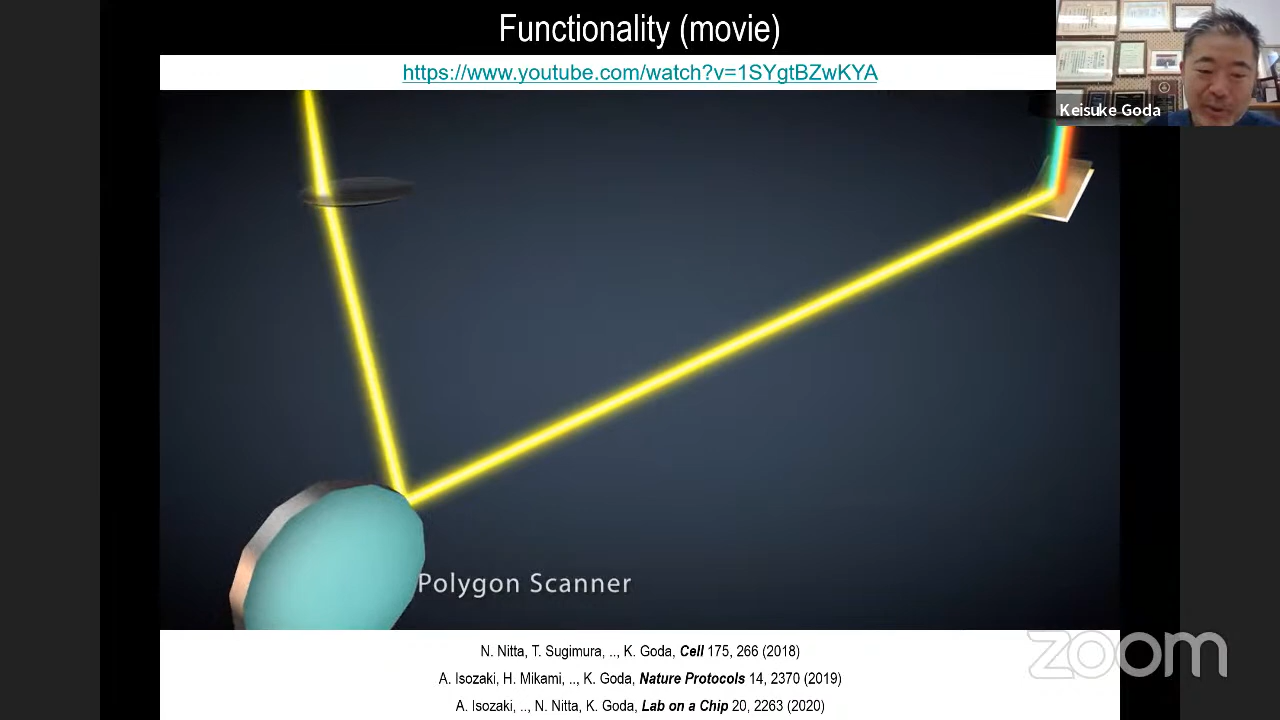 Functionality (movie)
https://www.youtube.com/watch?v=1SYgtBZwKYA
Keisuke Goda
Polygon Scanner
N. Nitta, T. Sugimura, .., K. Goda, Cell 175, 266 (2018)
A. Isozaki, H. Mikami, .., K. Goda, Nature Protocols 14, 2370 (2019)
A. Isozaki, .., N. Nitta, K. Goda, Lab on a Chip 20, 2263 (2020)
zoom